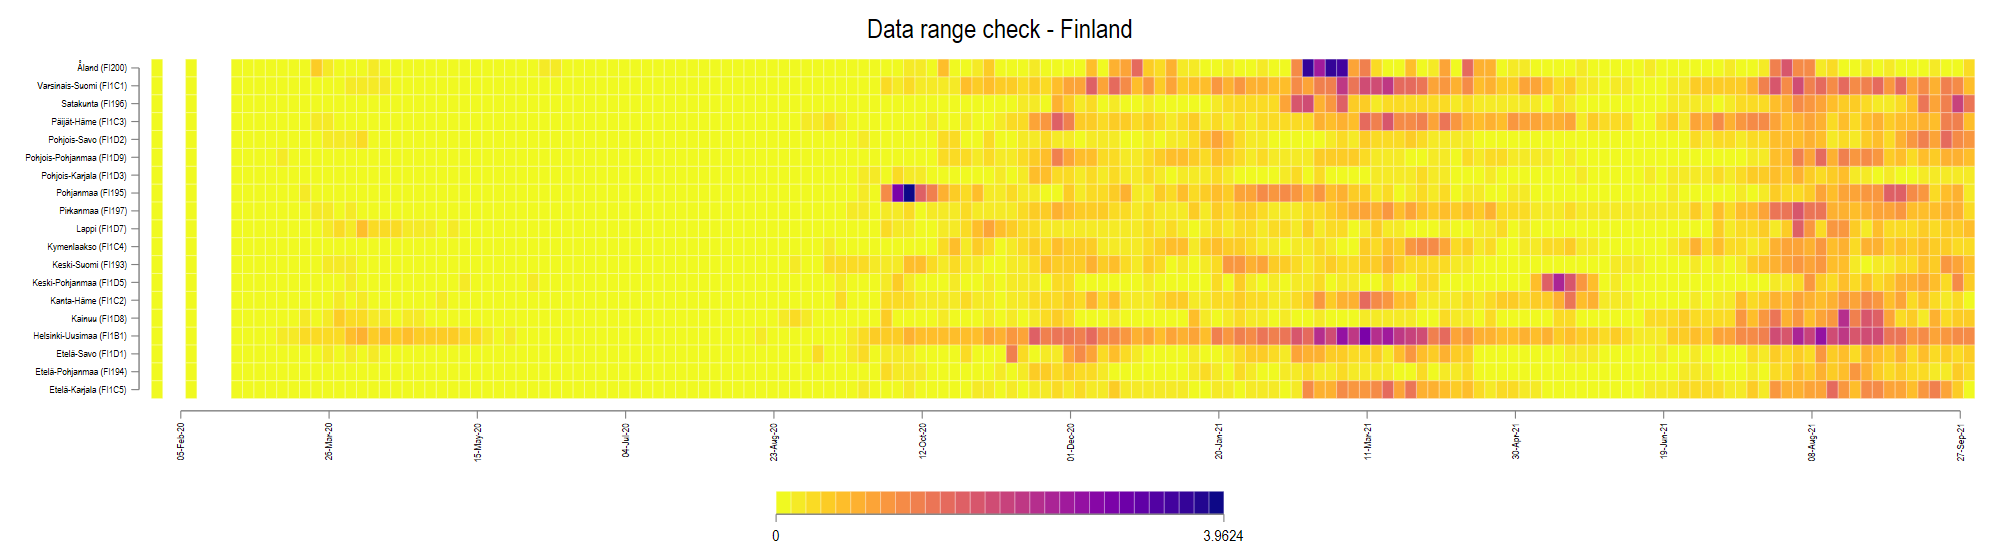 Data range check - Finland
Åland (FI200)
Varsinais-Suomi (FI1C1)
Satakunta (FI196)
Päijät-Häme (FI1C3)
Pohjois-Savo (FI1D2)
Pohjois-Pohjanmaa (FI1D9)
Pohjois-Karjala (FI1D3)
Pohjanmaa (FI195)
Pirkanmaa (FI197)
Lappi (FI1D7)
Kymenlaakso (FI1C4)
Keski-Suomi (FI193)
Keski-Pohjanmaa (FI1D5)
Kanta-Häme (FI1C2)
Kainuu (FI1D8)
Helsinki-Uusimaa (FI1B1)
Etelä-Savo (FI1D1)
Etelä-Pohjanmaa (FI194)
Etelä-Karjala (FI1C5)
05-Feb-20
26-Mar-20
15-May-20
04-Jul-20
23-Aug-20
12-Oct-20
01-Dec-20
20-Jan-21
11-Mar-21
30-Apr-21
19-Jun-21
08-Aug-21
27-Sep-21
0
3.9624